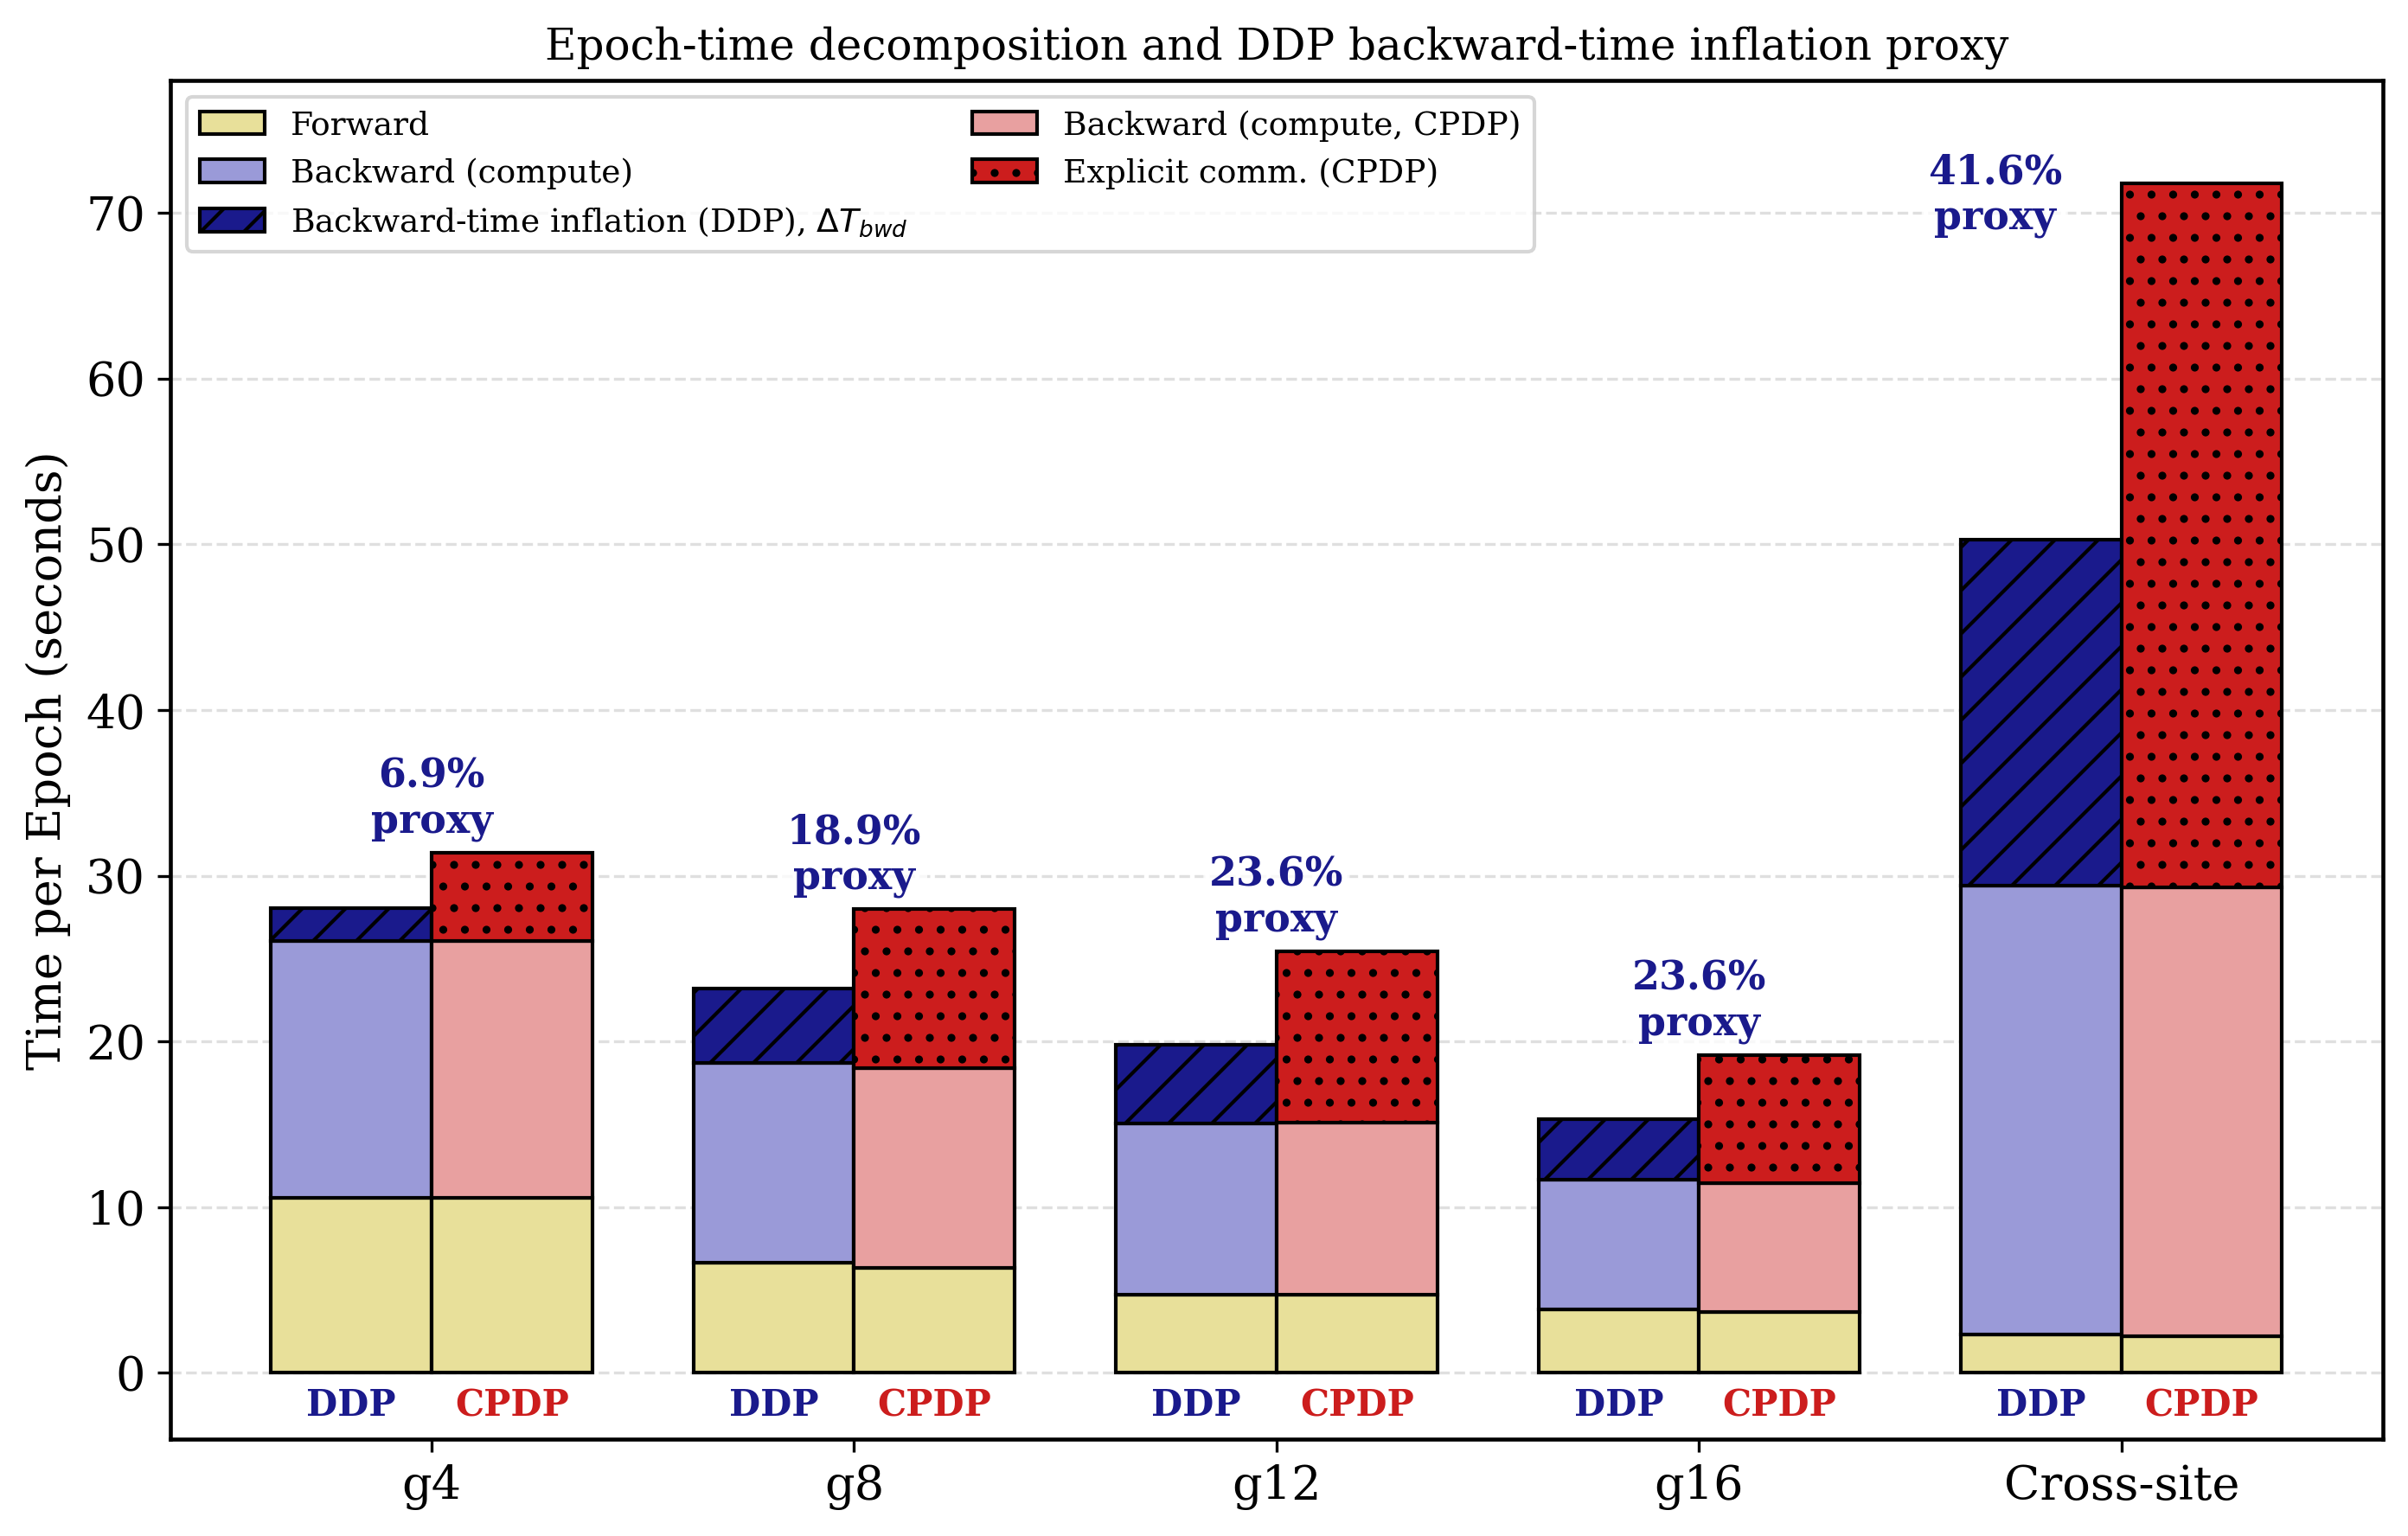 Epoch-time decomposition and DDP backward-time inflation proxy
Forward
Backward (compute)
Backward-time inflation (DDP), ΔT_bwd
Backward (compute, CPDP)
Explicit comm. (CPDP)
Time per Epoch (seconds)
70
60
50
40
30
20
10
0
6.9%
proxy
18.9%
proxy
23.6%
proxy
23.6%
proxy
41.6%
proxy
DDP CPDP DDP CPDP DDP CPDP DDP CPDP DDP CPDP
g4 g8 g12 g16 Cross-site